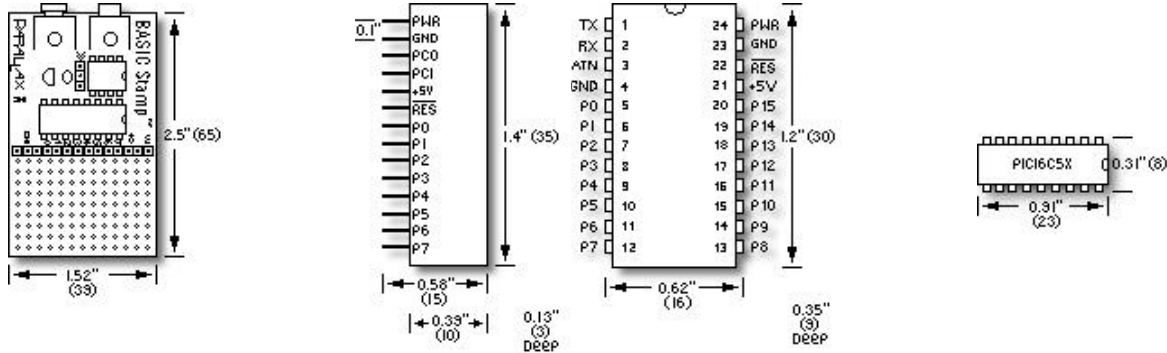 PARALLAX
BASIC Stamp
2.5" (65)
1.52"
(39)
0.1"
PWR
GND
PC0
PC1
+5V
RES
P0
P1
P2
P3
P4
P5
P6
P7
1.4" (35)
0.58"
(15)
0.39"
(10)
0.13"
(3)
DEEP
TX 1 24 PWR
RX 2 23 GND
ATN 3 22 RES
GND 4 21 +5V
P0 5 20 P15
P1 6 19 P14
P2 7 18 P13
P3 8 17 P12
P4 9 16 P11
P5 10 15 P10
P6 11 14 P9
P7 12 13 P8
1.2" (30)
0.62"
(16)
0.35"
(9)
DEEP
PIC16C5X
0.31" (8)
0.91"
(23)